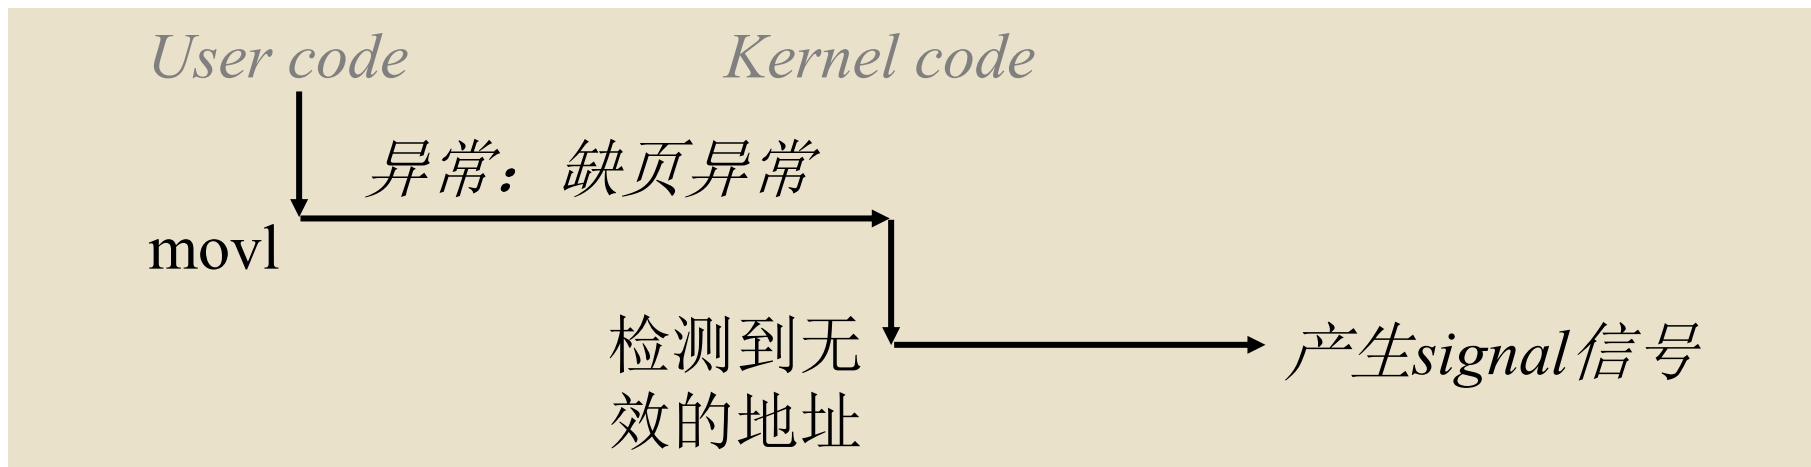 User code
Kernel code
异常：缺页异常
movl
检测到无
效的地址
产生signal信号